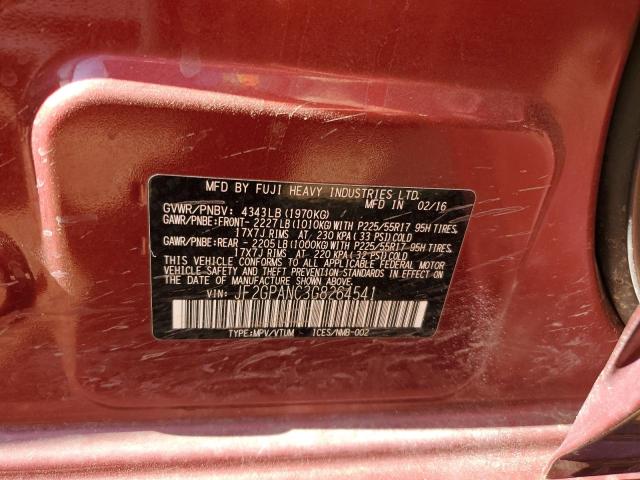 MFD BY FUJI HEAVY INDUSTRIES LTD.
MFD IN 02/16
GVWR/PNBV: 4343LB (1970KG)
GAWR/PNBE:FRONT- 2227LB (1010KG) WITH P225/55R17 95H TIRES,
17X7J RIMS AT 230 KPA (33 PSI) COLD
GAWR/PNBE:REAR - 2205LB (1000KG) WITH P225/55R17 95H TIRES,
17X7J RIMS AT 220 KPA (32 PSI) COLD
THIS VEHICLE CONFORMS TO ALL APPLICABLE FEDERAL MOTOR
VEHICLE SAFETY AND THEFT PREVENTION STANDARDS IN EFFECT ON
THE DATE OF MANUFACTURE SHOWN ABOVE.
VIN: JF2GPANC3G8264541
TYPE:MPV/VTUM ICES/NMB-002